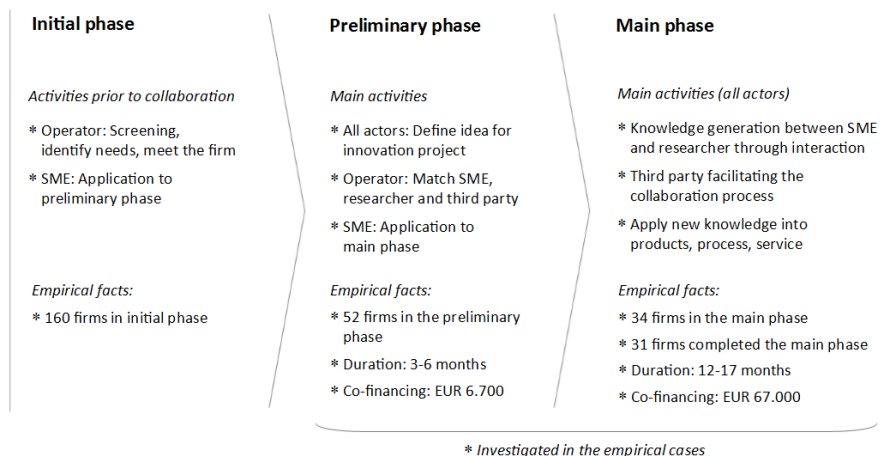 Initial phase
Activities prior to collaboration
* Operator: Screening,
identify needs, meet the firm
* SME: Application to
preliminary phase
Empirical facts:
* 160 firms in initial phase
Preliminary phase
Main activities
* All actors: Define idea for
innovation project
* Operator: Match SME,
researcher and third party
* SME: Application to
main phase
Empirical facts:
* 52 firms in the preliminary
phase
* Duration: 3-6 months
* Co-financing: EUR 6.700
Main phase
Main activities (all actors)
* Knowledge generation between SME
and researcher through interaction
* Third party facilitating the
collaboration process
* Apply new knowledge into
products, process, service
Empirical facts:
* 34 firms in the main phase
* 31 firms completed the main phase
* Duration: 12-17 months
* Co-financing: EUR 67.000
* Investigated in the empirical cases